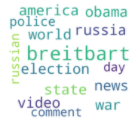 america obama
police
world russia
breitbart
russian
election day
state news
video war
comment